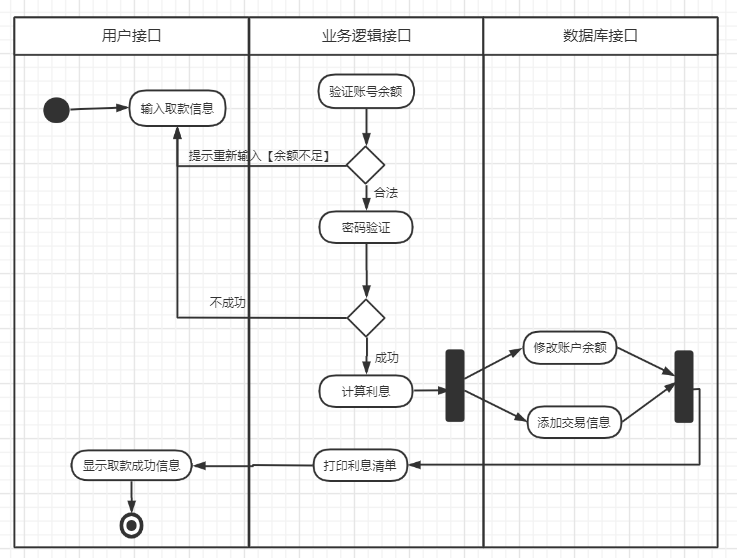 用户接口
业务逻辑接口
数据库接口
验证账号余额
输入取款信息
提示重新输入【余额不足】
合法
密码验证
不成功
修改账户余额
成功
计算利息
添加交易信息
显示取款成功信息
打印利息清单